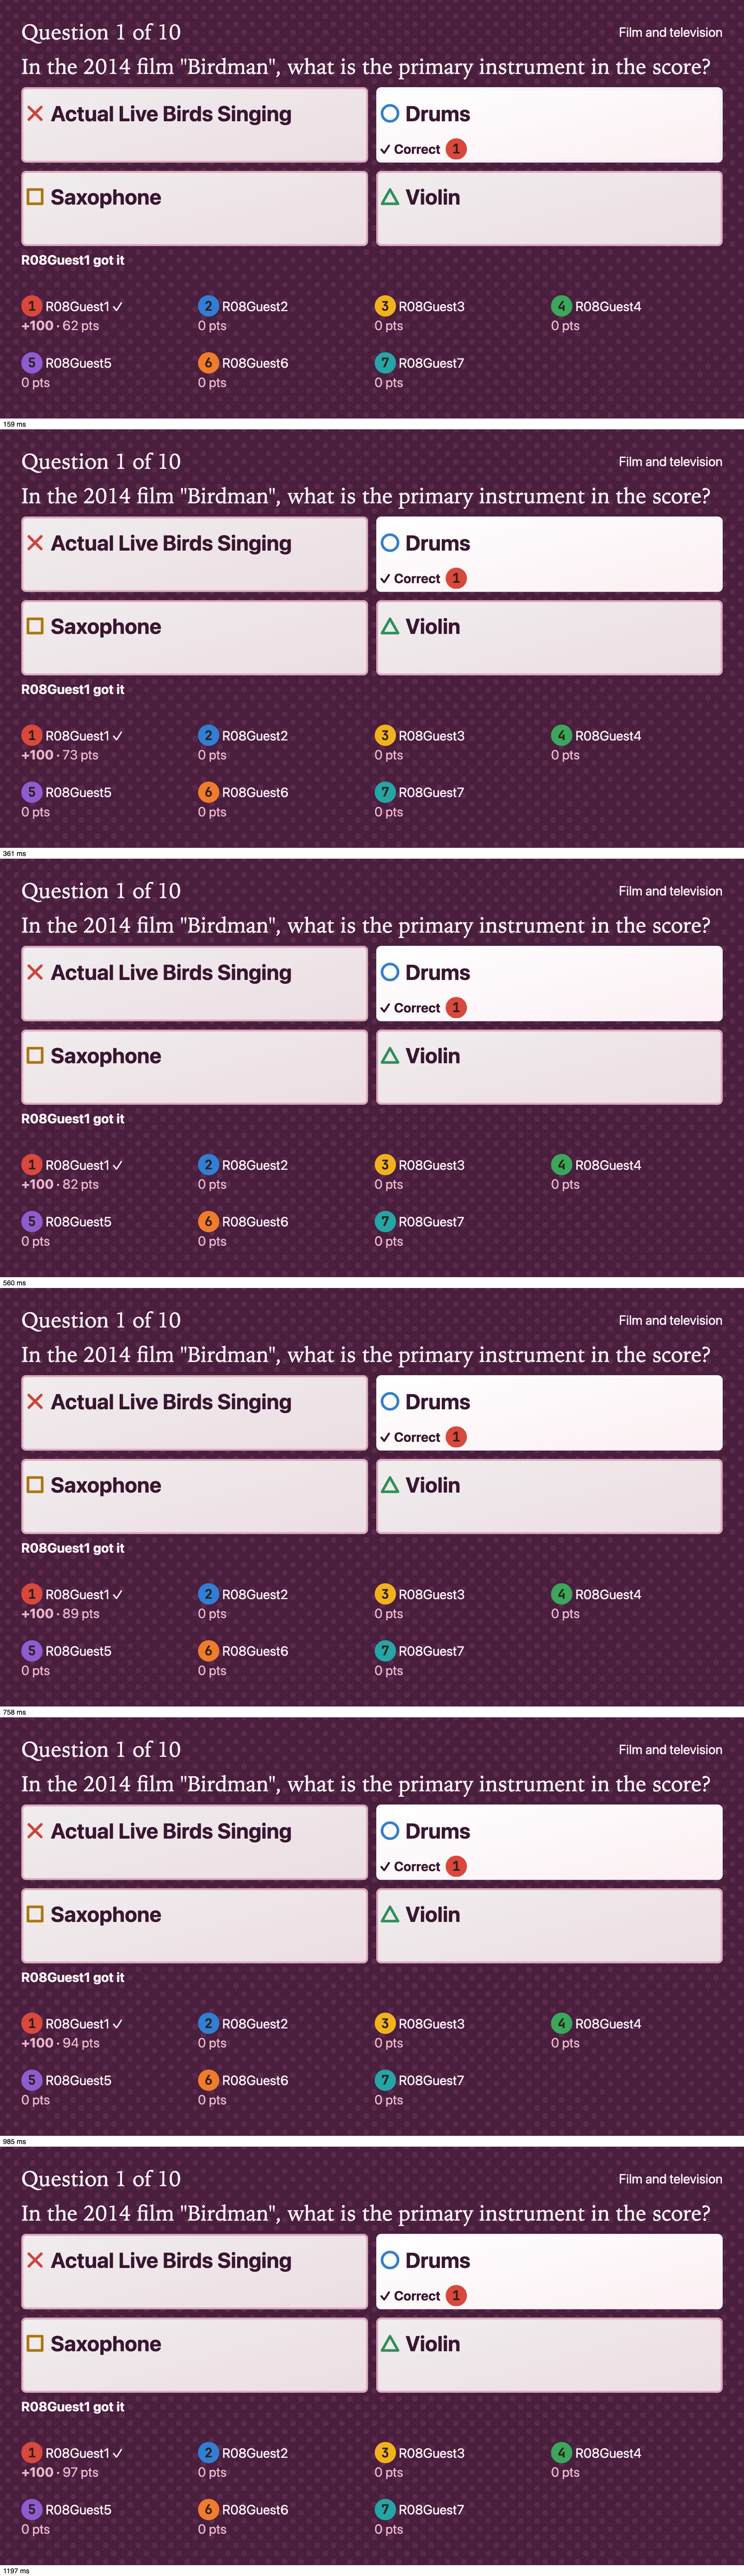 Question 1 of 10
Film and television
In the 2014 film "Birdman", what is the primary instrument in the score?
Actual Live Birds Singing
Drums
✓ Correct 1
Saxophone
Violin
R08Guest1 got it
1 R08Guest1 ✓
+100 · 62 pts
2 R08Guest2
0 pts
3 R08Guest3
0 pts
4 R08Guest4
0 pts
5 R08Guest5
0 pts
6 R08Guest6
0 pts
7 R08Guest7
0 pts
159 ms
Question 1 of 10
Film and television
In the 2014 film "Birdman", what is the primary instrument in the score?
Actual Live Birds Singing
Drums
✓ Correct 1
Saxophone
Violin
R08Guest1 got it
1 R08Guest1 ✓
+100 · 73 pts
2 R08Guest2
0 pts
3 R08Guest3
0 pts
4 R08Guest4
0 pts
5 R08Guest5
0 pts
6 R08Guest6
0 pts
7 R08Guest7
0 pts
361 ms
Question 1 of 10
Film and television
In the 2014 film "Birdman", what is the primary instrument in the score?
Actual Live Birds Singing
Drums
✓ Correct 1
Saxophone
Violin
R08Guest1 got it
1 R08Guest1 ✓
+100 · 82 pts
2 R08Guest2
0 pts
3 R08Guest3
0 pts
4 R08Guest4
0 pts
5 R08Guest5
0 pts
6 R08Guest6
0 pts
7 R08Guest7
0 pts
560 ms
Question 1 of 10
Film and television
In the 2014 film "Birdman", what is the primary instrument in the score?
Actual Live Birds Singing
Drums
✓ Correct 1
Saxophone
Violin
R08Guest1 got it
1 R08Guest1 ✓
+100 · 89 pts
2 R08Guest2
0 pts
3 R08Guest3
0 pts
4 R08Guest4
0 pts
5 R08Guest5
0 pts
6 R08Guest6
0 pts
7 R08Guest7
0 pts
758 ms
Question 1 of 10
Film and television
In the 2014 film "Birdman", what is the primary instrument in the score?
Actual Live Birds Singing
Drums
✓ Correct 1
Saxophone
Violin
R08Guest1 got it
1 R08Guest1 ✓
+100 · 94 pts
2 R08Guest2
0 pts
3 R08Guest3
0 pts
4 R08Guest4
0 pts
5 R08Guest5
0 pts
6 R08Guest6
0 pts
7 R08Guest7
0 pts
985 ms
Question 1 of 10
Film and television
In the 2014 film "Birdman", what is the primary instrument in the score?
Actual Live Birds Singing
Drums
✓ Correct 1
Saxophone
Violin
R08Guest1 got it
1 R08Guest1 ✓
+100 · 97 pts
2 R08Guest2
0 pts
3 R08Guest3
0 pts
4 R08Guest4
0 pts
5 R08Guest5
0 pts
6 R08Guest6
0 pts
7 R08Guest7
0 pts
1197 ms